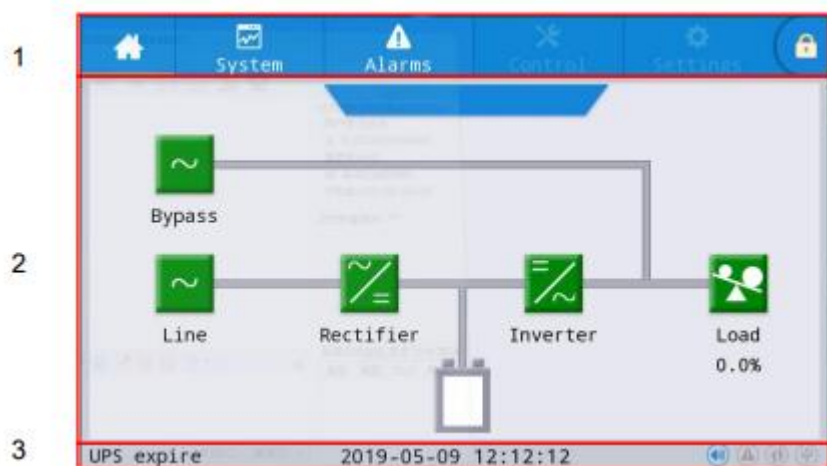 1
System
Alarms
Control
Settings
2
Bypass
Line
Rectifier
Inverter
Load
0.0%
3
UPS expire 2019-05-09 12:12:12